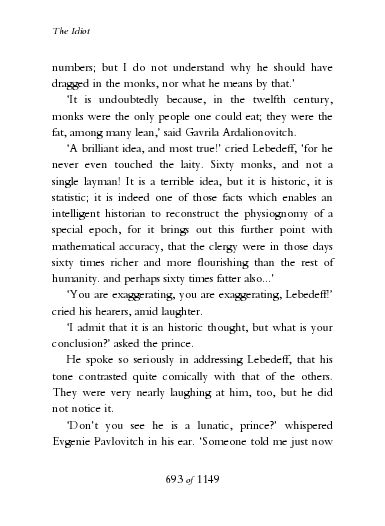 The Idiot
numbers; but I do not understand why he should have
dragged in the monks, nor what he means by that.'
'It is undoubtedly because, in the twelfth century,
monks were the only people one could eat; they were the
fat, among many lean,' said Gavrila Ardalionovitch.
'A brilliant idea, and most true!' cried Lebedeff, 'for he
never even touched the laity. Sixty monks, and not a
single layman! It is a terrible idea, but it is historic, it is
statistic; it is indeed one of those facts which enables an
intelligent historian to reconstruct the physiognomy of a
special epoch, for it brings out this further point with
mathematical accuracy, that the clergy were in those days
sixty times richer and more flourishing than the rest of
humanity. and perhaps sixty times fatter also...'
'You are exaggerating, you are exaggerating, Lebedeff!'
cried his hearers, amid laughter.
'I admit that it is an historic thought, but what is your
conclusion?' asked the prince.
He spoke so seriously in addressing Lebedeff, that his
tone contrasted quite comically with that of the others.
They were very nearly laughing at him, too, but he did
not notice it.
'Don't you see he is a lunatic, prince?' whispered
Evgenie Pavlovitch in his ear. 'Someone told me just now
693 of 1149